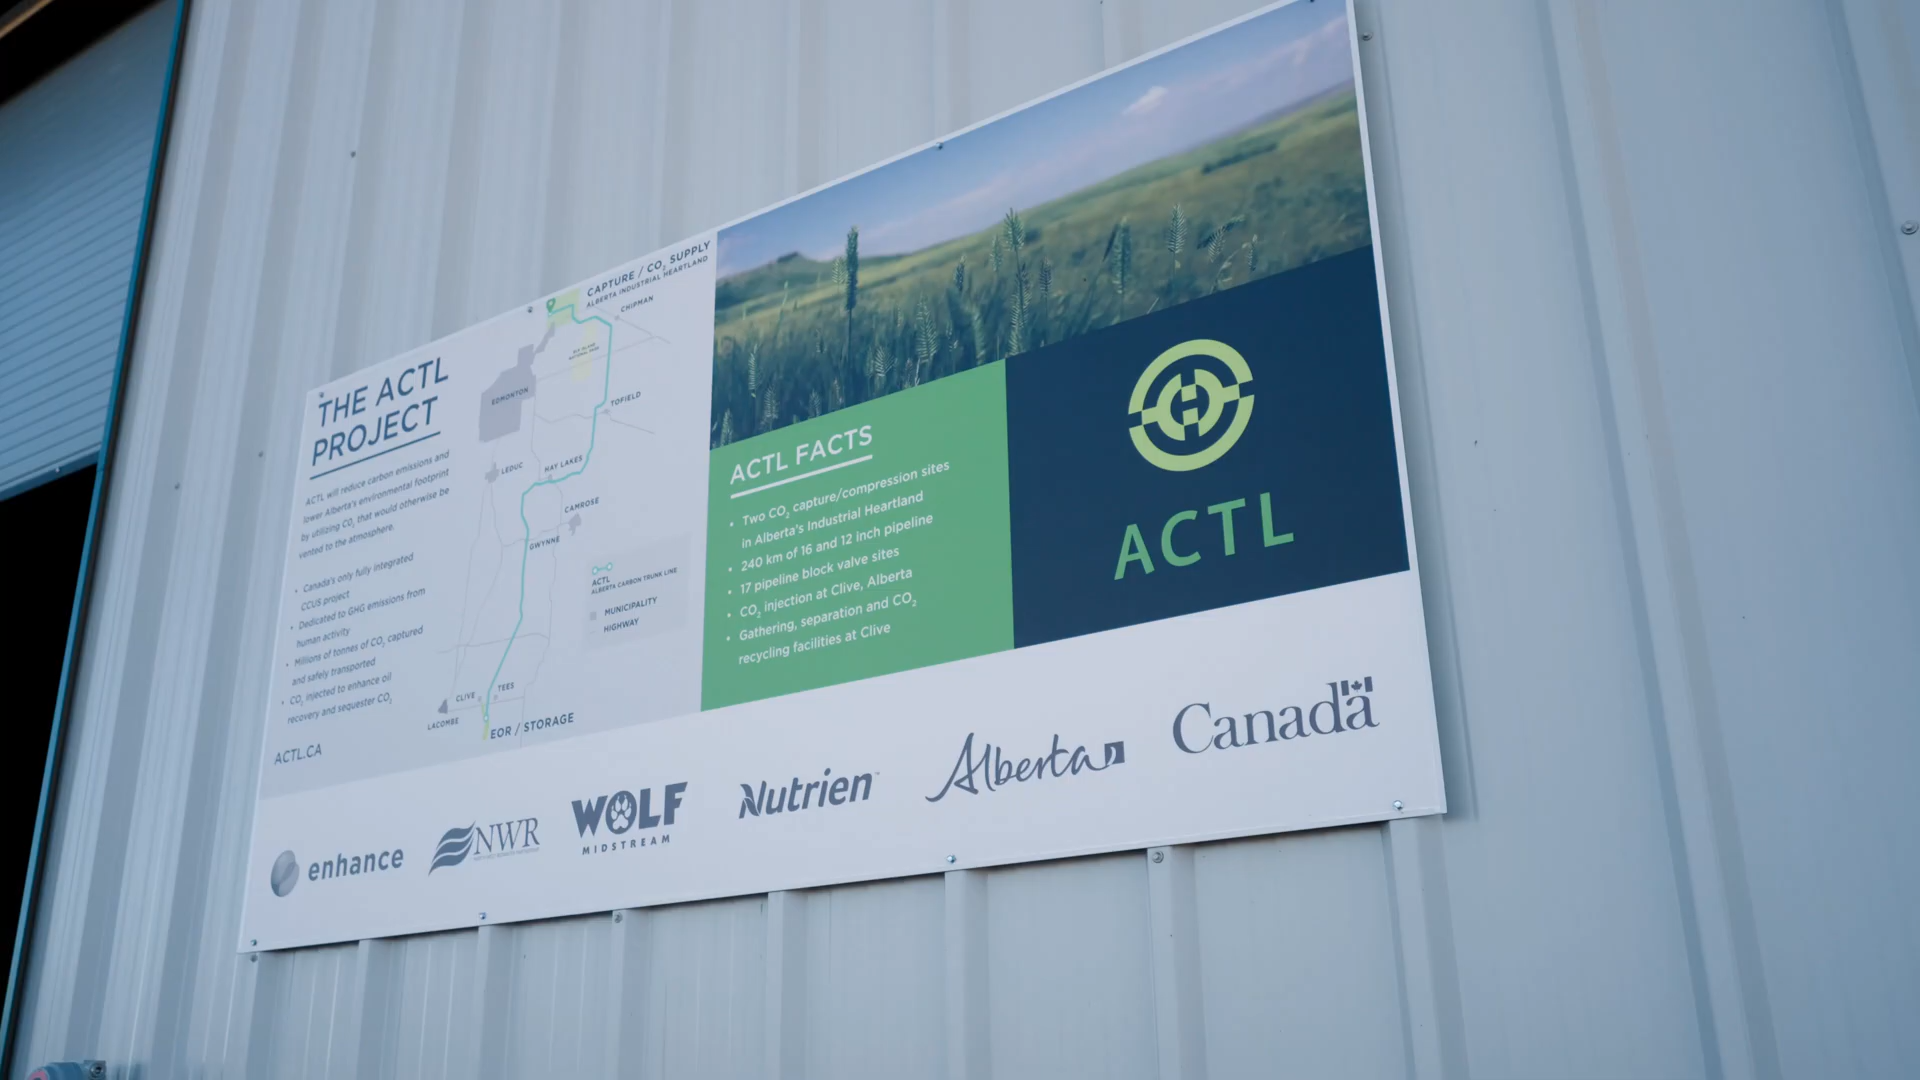 THE ACTL
PROJECT
ACTL will reduce carbon emissions and
lower Alberta's environmental footprint
by utilizing CO₂ that would otherwise be
vented to the atmosphere.
• Canada's only fully integrated
CCUS project
• Dedicated to GHG emissions from
human activity
• Millions of tonnes of CO₂ captured
and safely transported
• CO₂ injected to enhance oil
recovery and sequester CO₂
ACTL.CA
CAPTURE / CO₂ SUPPLY
ALBERTA INDUSTRIAL HEARTLAND
CHIPMAN
ELK ISLAND
NATIONAL PARK
EDMONTON
TOFIELD
LEDUC
HAY LAKES
CAMROSE
GWYNNE
ACTL
ALBERTA CARBON TRUNK LINE
MUNICIPALITY
HIGHWAY
CLIVE
TEES
LACOMBE
EOR / STORAGE
ACTL FACTS
• Two CO₂ capture/compression sites
in Alberta's Industrial Heartland
• 240 km of 16 and 12 inch pipeline
• 17 pipeline block valve sites
• CO₂ injection at Clive, Alberta
• Gathering, separation and CO₂
recycling facilities at Clive
ACTL
enhance
NWR
WOLF
MIDSTREAM
Nutrien™
Alberta
Canada